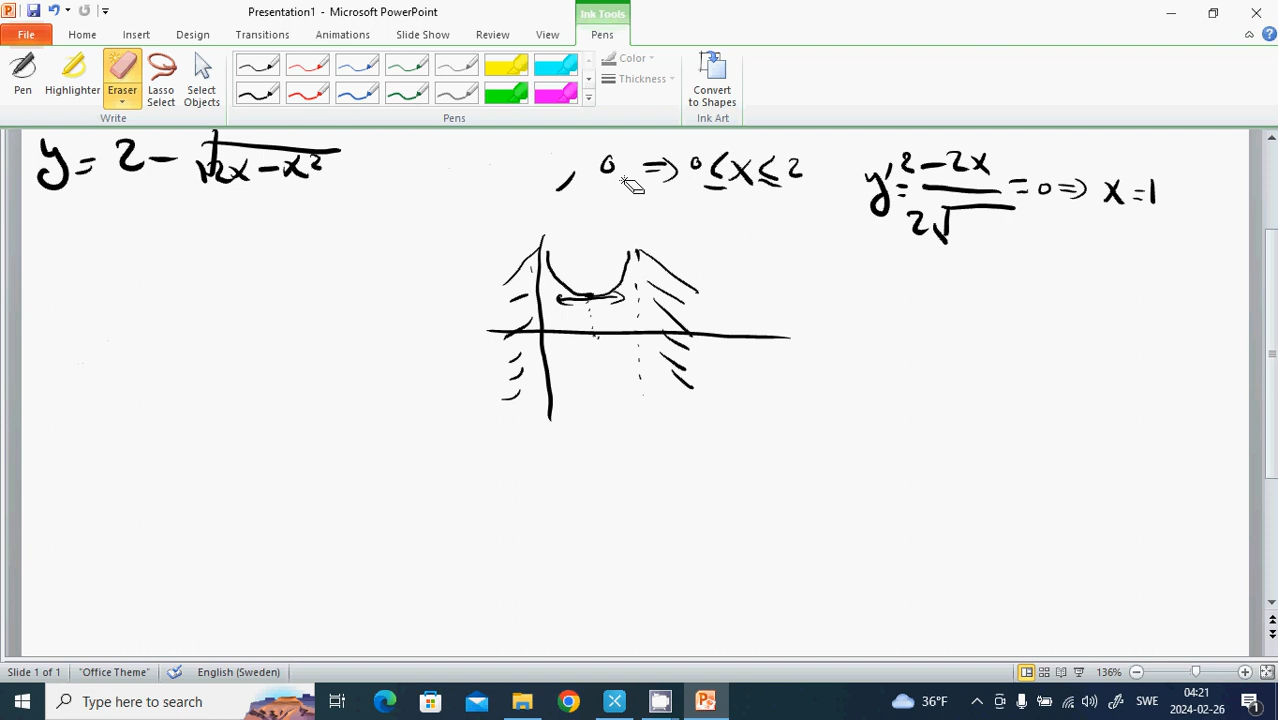 Presentation1 - Microsoft PowerPoint
Ink Tools
File Home Insert Design Transitions Animations Slide Show Review View Pens
Pen Highlighter Eraser Lasso Select Select Objects
Color
Thickness
Convert to Shapes
Write Pens Ink Art
y = 2 - √2x - x²
, 0 ⇒ 0 ≤ x ≤ 2
y' = 2 - 2x / 2√ = 0 ⇒ x = 1
Slide 1 of 1 "Office Theme" English (Sweden) 136%
Type here to search 36°F SWE 04:21
2024-02-26